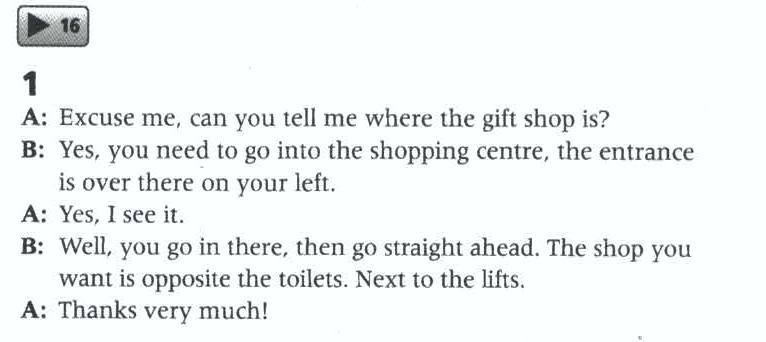 16
1
A: Excuse me, can you tell me where the gift shop is?
B: Yes, you need to go into the shopping centre, the entrance
is over there on your left.
A: Yes, I see it.
B: Well, you go in there, then go straight ahead. The shop you
want is opposite the toilets. Next to the lifts.
A: Thanks very much!